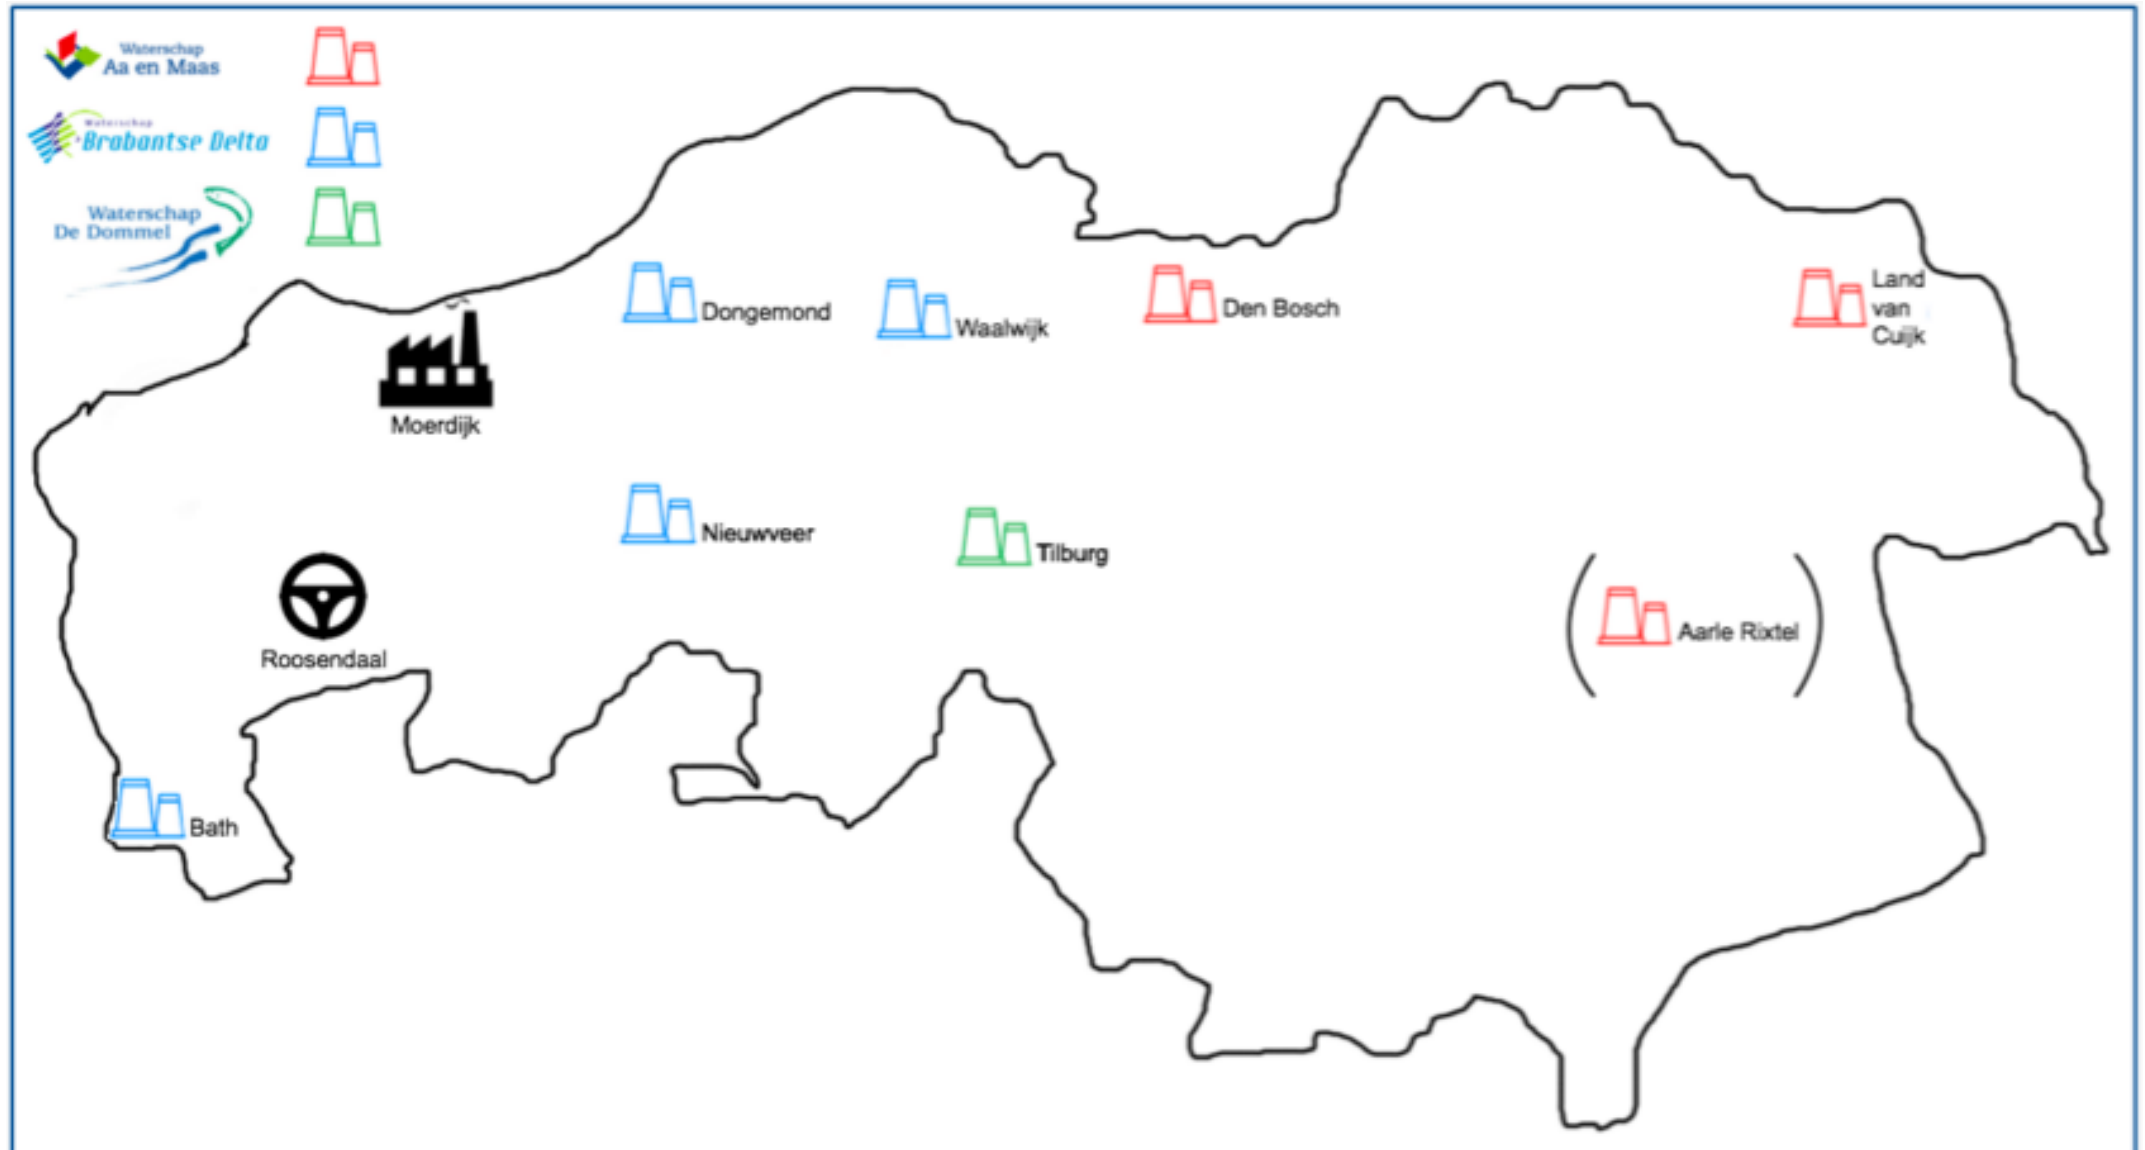 Waterschap
Aa en Maas
Waterschap
Brabantse Delta
Waterschap
De Dommel
Dongemond
Waalwijk
Den Bosch
Land
van
Cuijk
Moerdijk
Nieuwveer
Tilburg
Roosendaal
Aarle Rixtel
Bath